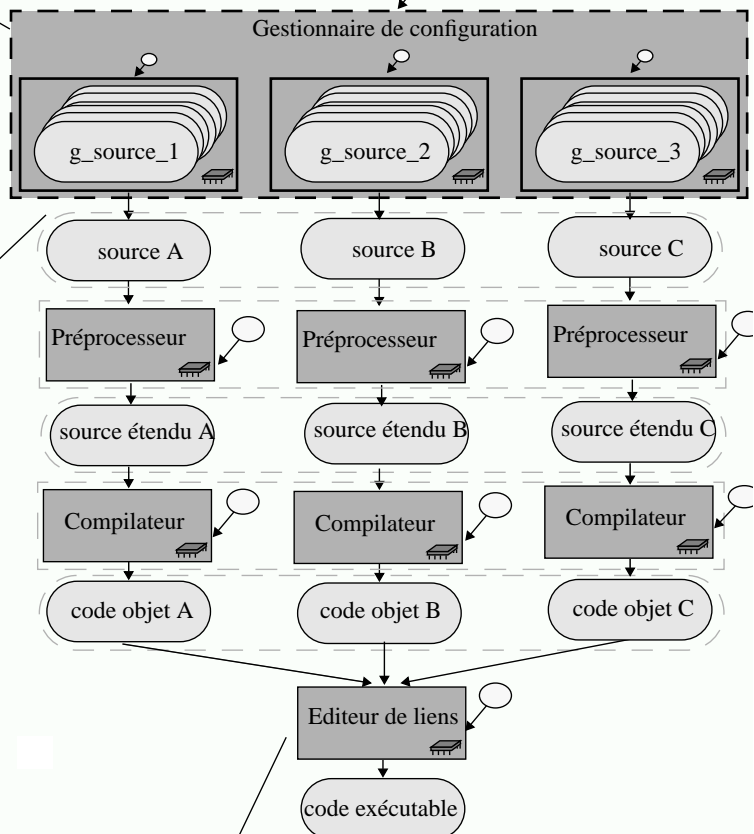 Gestionnaire de configuration
g_source_1 g_source_2 g_source_3
source A source B source C
Préprocesseur Préprocesseur Préprocesseur
source étendu A source étendu B source étendu C
Compilateur Compilateur Compilateur
code objet A code objet B code objet C
Editeur de liens
code exécutable